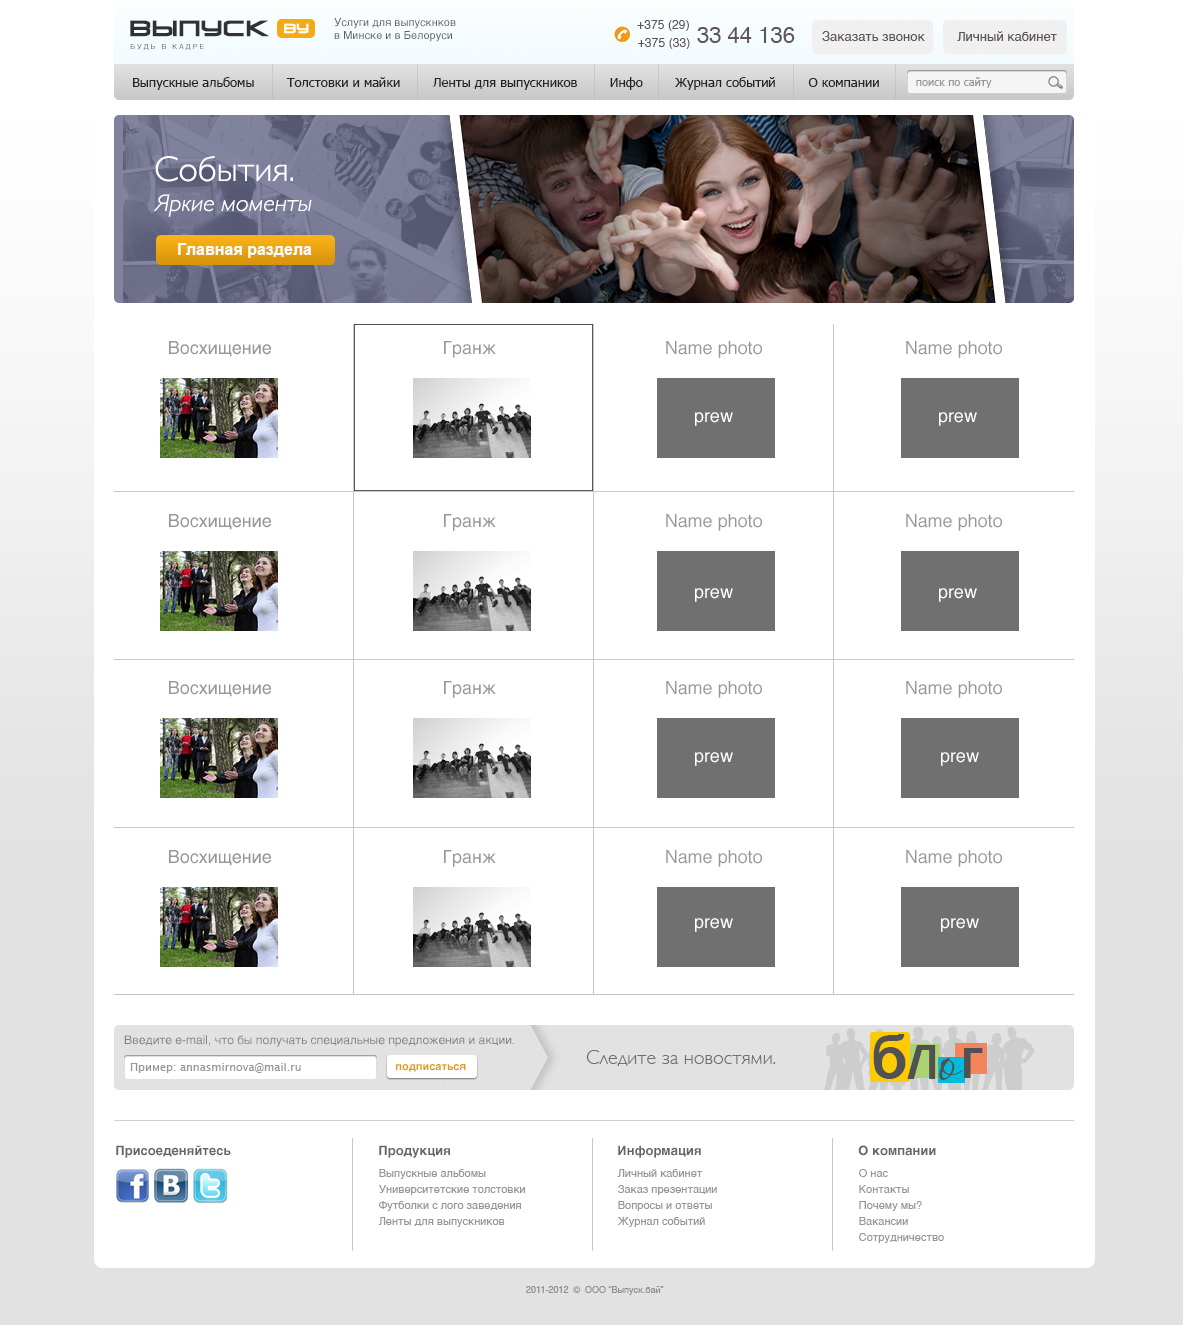 ВЫПУСК BY
БУДЬ В КАДРЕ
Услуги для выпускнков
в Минске и в Белоруси
+375 (29)
+375 (33)
33 44 136
Заказать звонок
Личный кабинет
Выпускные альбомы
Толстовки и майки
Ленты для выпускников
Инфо
Журнал событий
О компании
поиск по сайту
События.
Яркие моменты
Главная раздела
Восхищение
Гранж
Name photo
Name photo
prew
prew
Восхищение
Гранж
Name photo
Name photo
prew
prew
Восхищение
Гранж
Name photo
Name photo
prew
prew
Восхищение
Гранж
Name photo
Name photo
prew
prew
Введите e-mail, что бы получать специальные предложения и акции.
Пример: annasmirnova@mail.ru
подписаться
Следите за новостями.
блог
Присоеденяйтесь
f
B
t
Продукция
Выпускные альбомы
Университетские толстовки
Футболки с лого заведения
Ленты для выпускников
Информация
Личный кабинет
Заказ презентации
Вопросы и ответы
Журнал событий
О компании
О нас
Контакты
Почему мы?
Вакансии
Сотрудничество
2011-2012 © ООО "Выпуск.бай"